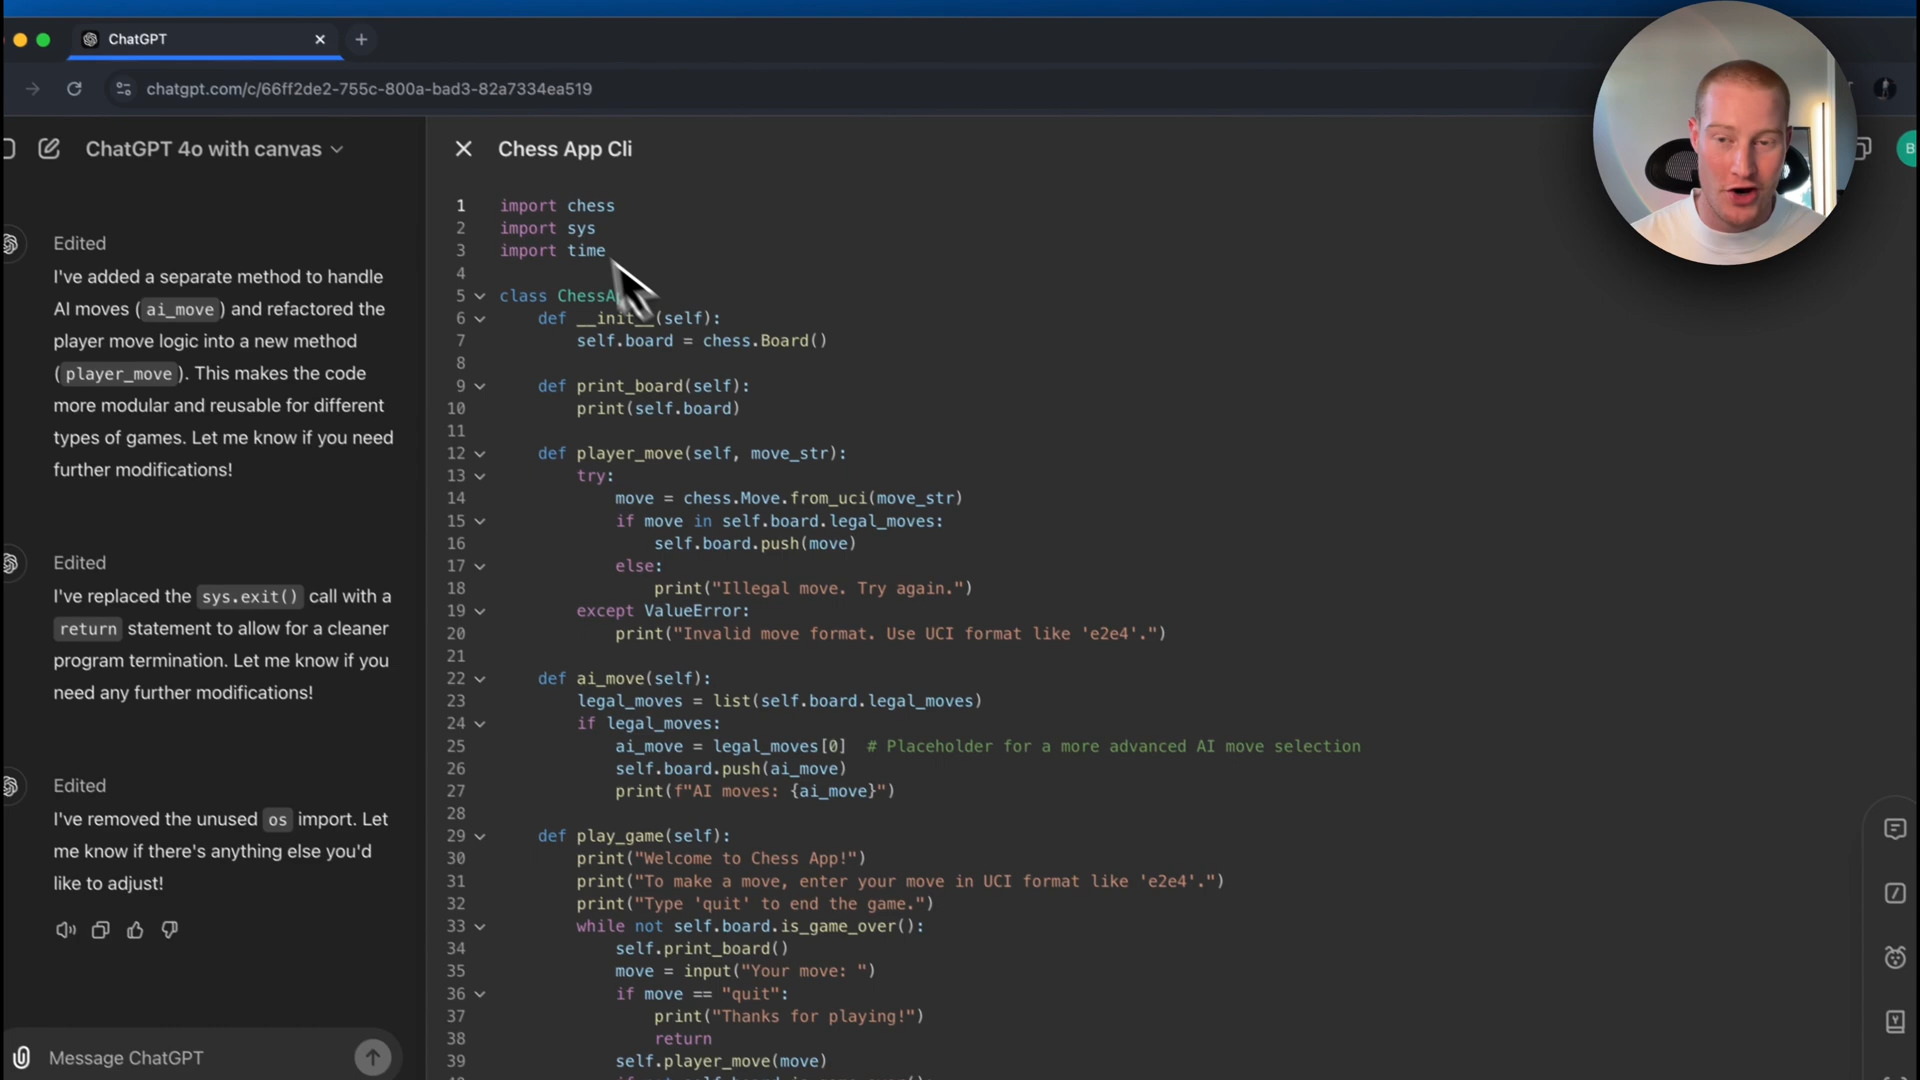 ChatGPT
chatgpt.com/c/66ff2de2-755c-800a-bad3-82a7334ea519
ChatGPT 4o with canvas
Edited
I've added a separate method to handle
AI moves ( ai_move ) and refactored the
player move logic into a new method
( player_move ). This makes the code
more modular and reusable for different
types of games. Let me know if you need
further modifications!
Edited
I've replaced the sys.exit() call with a
return statement to allow for a cleaner
program termination. Let me know if you
need any further modifications!
Edited
I've removed the unused os import. Let
me know if there's anything else you'd
like to adjust!
Message ChatGPT
Chess App Cli
1 import chess
2 import sys
3 import time
4
5 class ChessA
6 def __init__(self):
7 self.board = chess.Board()
8
9 def print_board(self):
10 print(self.board)
11
12 def player_move(self, move_str):
13 try:
14 move = chess.Move.from_uci(move_str)
15 if move in self.board.legal_moves:
16 self.board.push(move)
17 else:
18 print("Illegal move. Try again.")
19 except ValueError:
20 print("Invalid move format. Use UCI format like 'e2e4'.")
21
22 def ai_move(self):
23 legal_moves = list(self.board.legal_moves)
24 if legal_moves:
25 ai_move = legal_moves[0] # Placeholder for a more advanced AI move selection
26 self.board.push(ai_move)
27 print(f"AI moves: {ai_move}")
28
29 def play_game(self):
30 print("Welcome to Chess App!")
31 print("To make a move, enter your move in UCI format like 'e2e4'.")
32 print("Type 'quit' to end the game.")
33 while not self.board.is_game_over():
34 self.print_board()
35 move = input("Your move: ")
36 if move == "quit":
37 print("Thanks for playing!")
38 return
39 self.player_move(move)
B